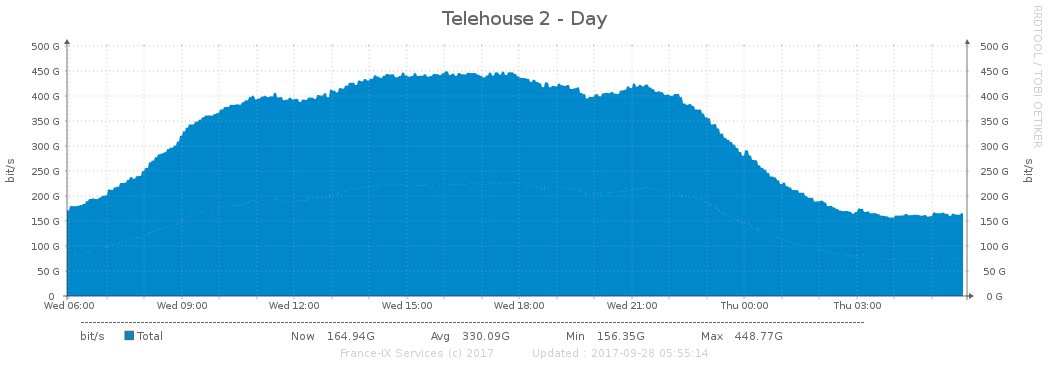 Telehouse 2 - Day
RRDTOOL / TOBI OETIKER
500 G 500 G
450 G 450 G
400 G 400 G
350 G 350 G
300 G 300 G
250 G 250 G
200 G 200 G
150 G 150 G
100 G 100 G
50 G 50 G
0 0 G
bit/s
bit/s
Wed 06:00 Wed 09:00 Wed 12:00 Wed 15:00 Wed 18:00 Wed 21:00 Thu 00:00 Thu 03:00
bit/s Total Now 164.94G Avg 330.09G Min 156.35G Max 448.77G
France-IX Services (c) 2017 Updated : 2017-09-28 05:55:14